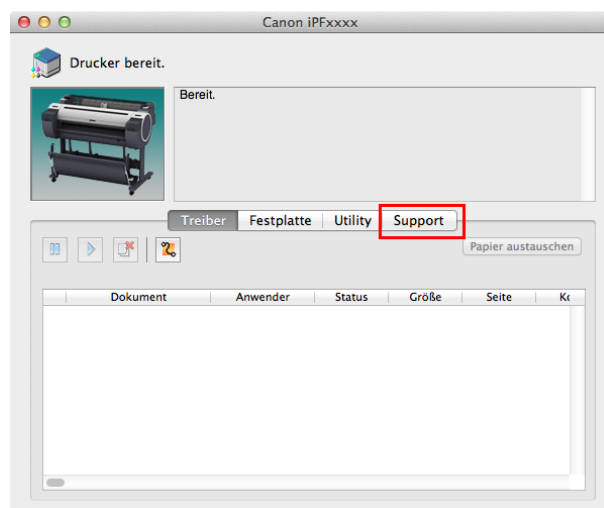 Canon iPFxxxx
Drucker bereit.
Bereit.
Treiber Festplatte Utility Support
Papier austauschen
Dokument Anwender Status Größe Seite